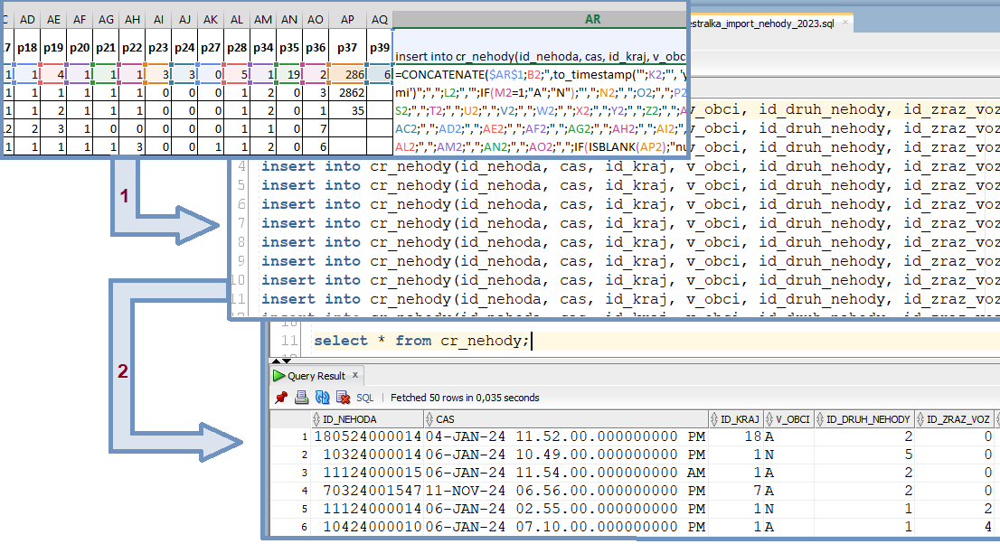 C AD AE AF AG AH AI AJ AK AL AM AN AO AP AQ AR
7 p18 p19 p20 p21 p22 p23 p24 p27 p28 p34 p35 p36 p37 p39 insert into cr_nehody(id_nehoda, cas, id_kraj, v_obc
1 1 4 1 1 1 3 3 0 5 1 19 2 286 6 =CONCATENATE($AR$1;B2;",to_timestamp('";K2;"', 'y
1 1 1 1 1 1 0 0 0 1 2 0 3 2862 mi')";",";L2;",'";IF(M2=1;"A";"N");"',";N2;",";O2;",";P2
1 1 2 1 1 1 0 0 0 1 2 0 1 35 S2;",";T2;",";U2;",";V2;",";W2;",";X2;",";Y2;",";Z2;",";A
2 2 3 1 0 0 0 0 0 1 1 0 7 AC2;",";AD2;",";AE2;",";AF2;",";AG2;",";AH2;",";AI2;",
1 1 1 1 1 3 0 0 1 1 2 0 6 AL2;",";AM2;",";AN2;",";AO2;",";IF(ISBLANK(AP2);"nu
estralka_import_nehody_2023.sql ×
v_obci, id_druh_nehody, id_zraz_voz
v_obci, id_druh_nehody, id_zraz_voz
v_obci, id_druh_nehody, id_zraz_voz
4 insert into cr_nehody(id_nehoda, cas, id_kraj, v_obci, id_druh_nehody, id_zraz_voz
5 insert into cr_nehody(id_nehoda, cas, id_kraj, v_obci, id_druh_nehody, id_zraz_voz
6 insert into cr_nehody(id_nehoda, cas, id_kraj, v_obci, id_druh_nehody, id_zraz_voz
7 insert into cr_nehody(id_nehoda, cas, id_kraj, v_obci, id_druh_nehody, id_zraz_voz
8 insert into cr_nehody(id_nehoda, cas, id_kraj, v_obci, id_druh_nehody, id_zraz_voz
9 insert into cr_nehody(id_nehoda, cas, id_kraj, v_obci, id_druh_nehody, id_zraz_voz
10 insert into cr_nehody(id_nehoda, cas, id_kraj, v_obci, id_druh_nehody, id_zraz_voz
11 insert into cr_nehody(id_nehoda, cas, id_kraj, v_obci, id_druh_nehody, id_zraz_voz
1
2
10
11 select * from cr_nehody;
Query Result ×
SQL | Fetched 50 rows in 0,035 seconds
ID_NEHODA CAS ID_KRAJ V_OBCI ID_DRUH_NEHODY ID_ZRAZ_VOZ
1 180524000014 04-JAN-24 11.52.00.000000000 PM 18 A 2 0
2 10324000014 06-JAN-24 10.49.00.000000000 PM 1 N 5 0
3 11124000015 06-JAN-24 11.54.00.000000000 AM 1 A 2 0
4 70324001547 11-NOV-24 06.56.00.000000000 PM 7 A 2 0
5 11124000014 06-JAN-24 02.55.00.000000000 PM 1 N 1 2
6 10424000010 06-JAN-24 07.10.00.000000000 PM 1 A 1 4